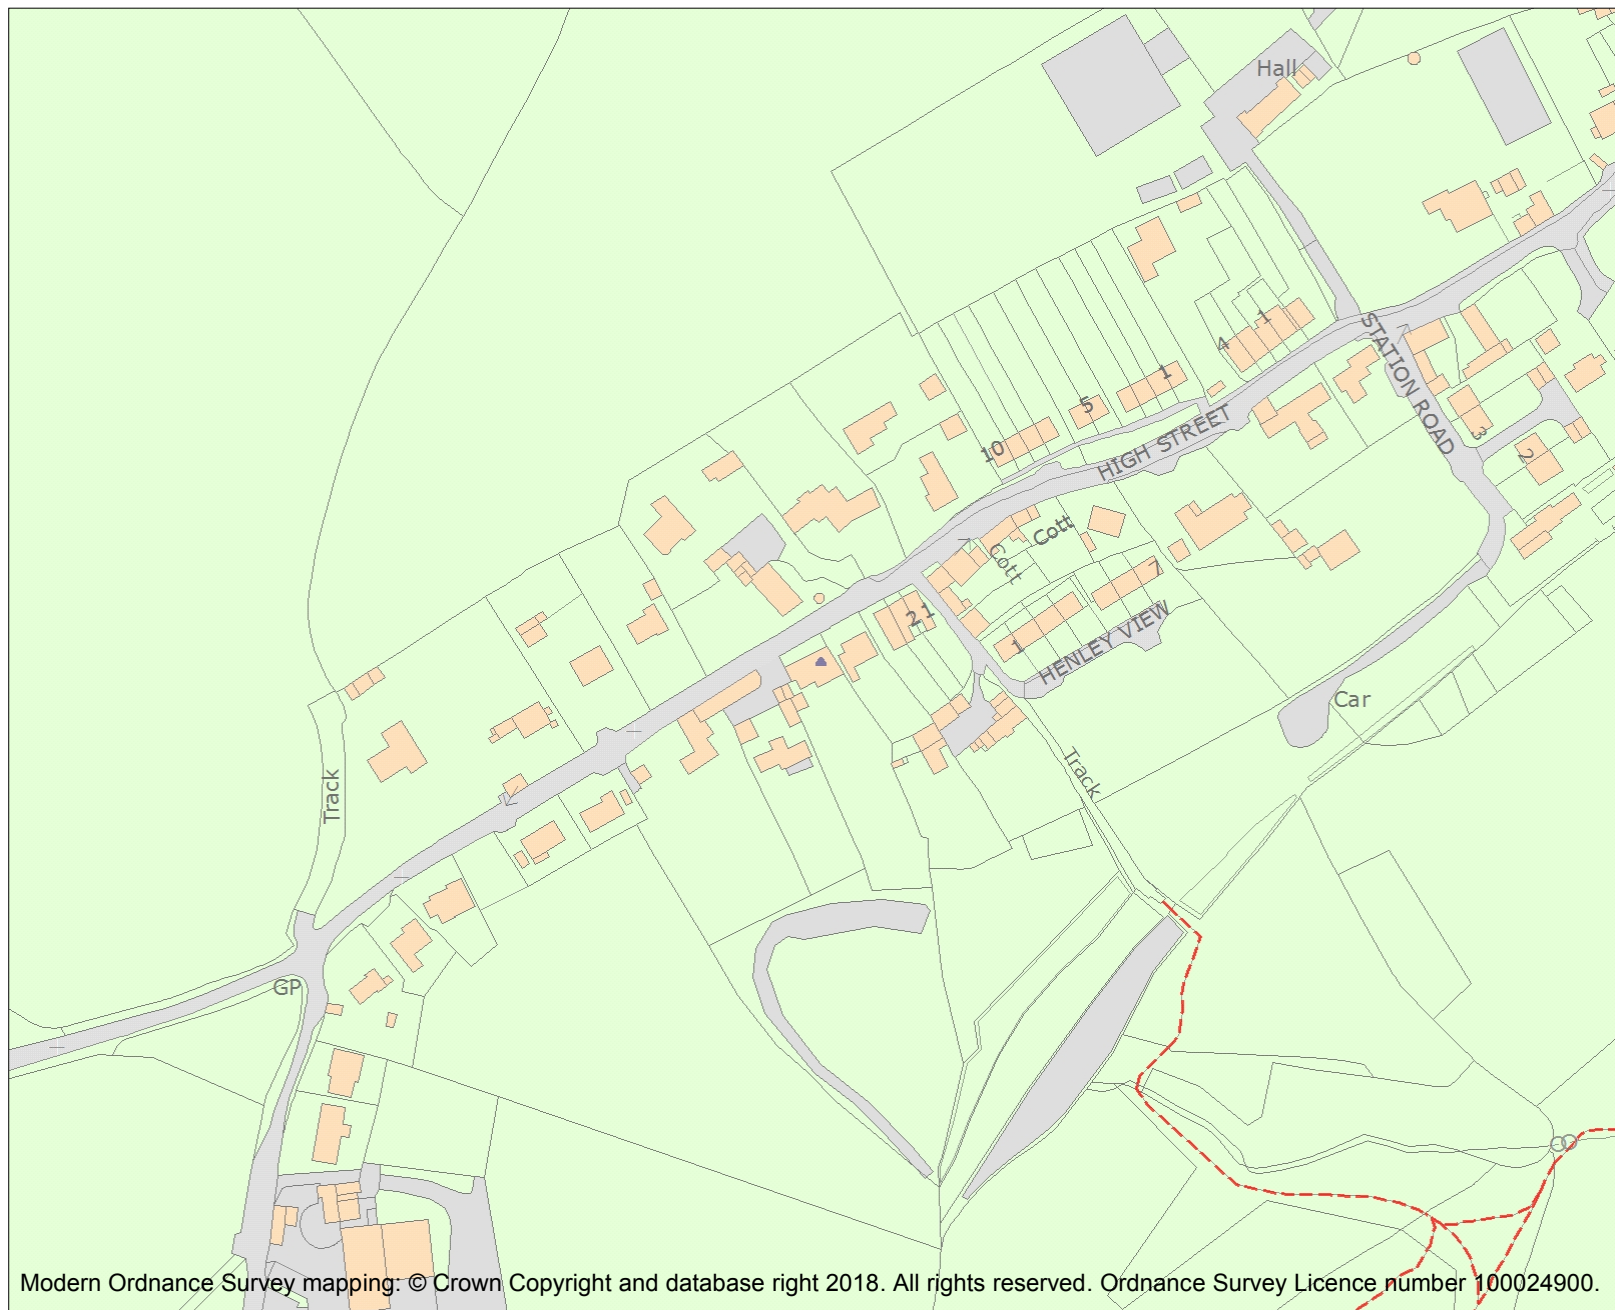 Hall
1
4
1
5
10
HIGH STREET
STATION ROAD
3
2
Cott
Cott
7
2 1
1
HENLEY VIEW
Car
Track
Track
GP
Modern Ordnance Survey mapping: © Crown Copyright and database right 2018. All rights reserved. Ordnance Survey Licence number 100024900.